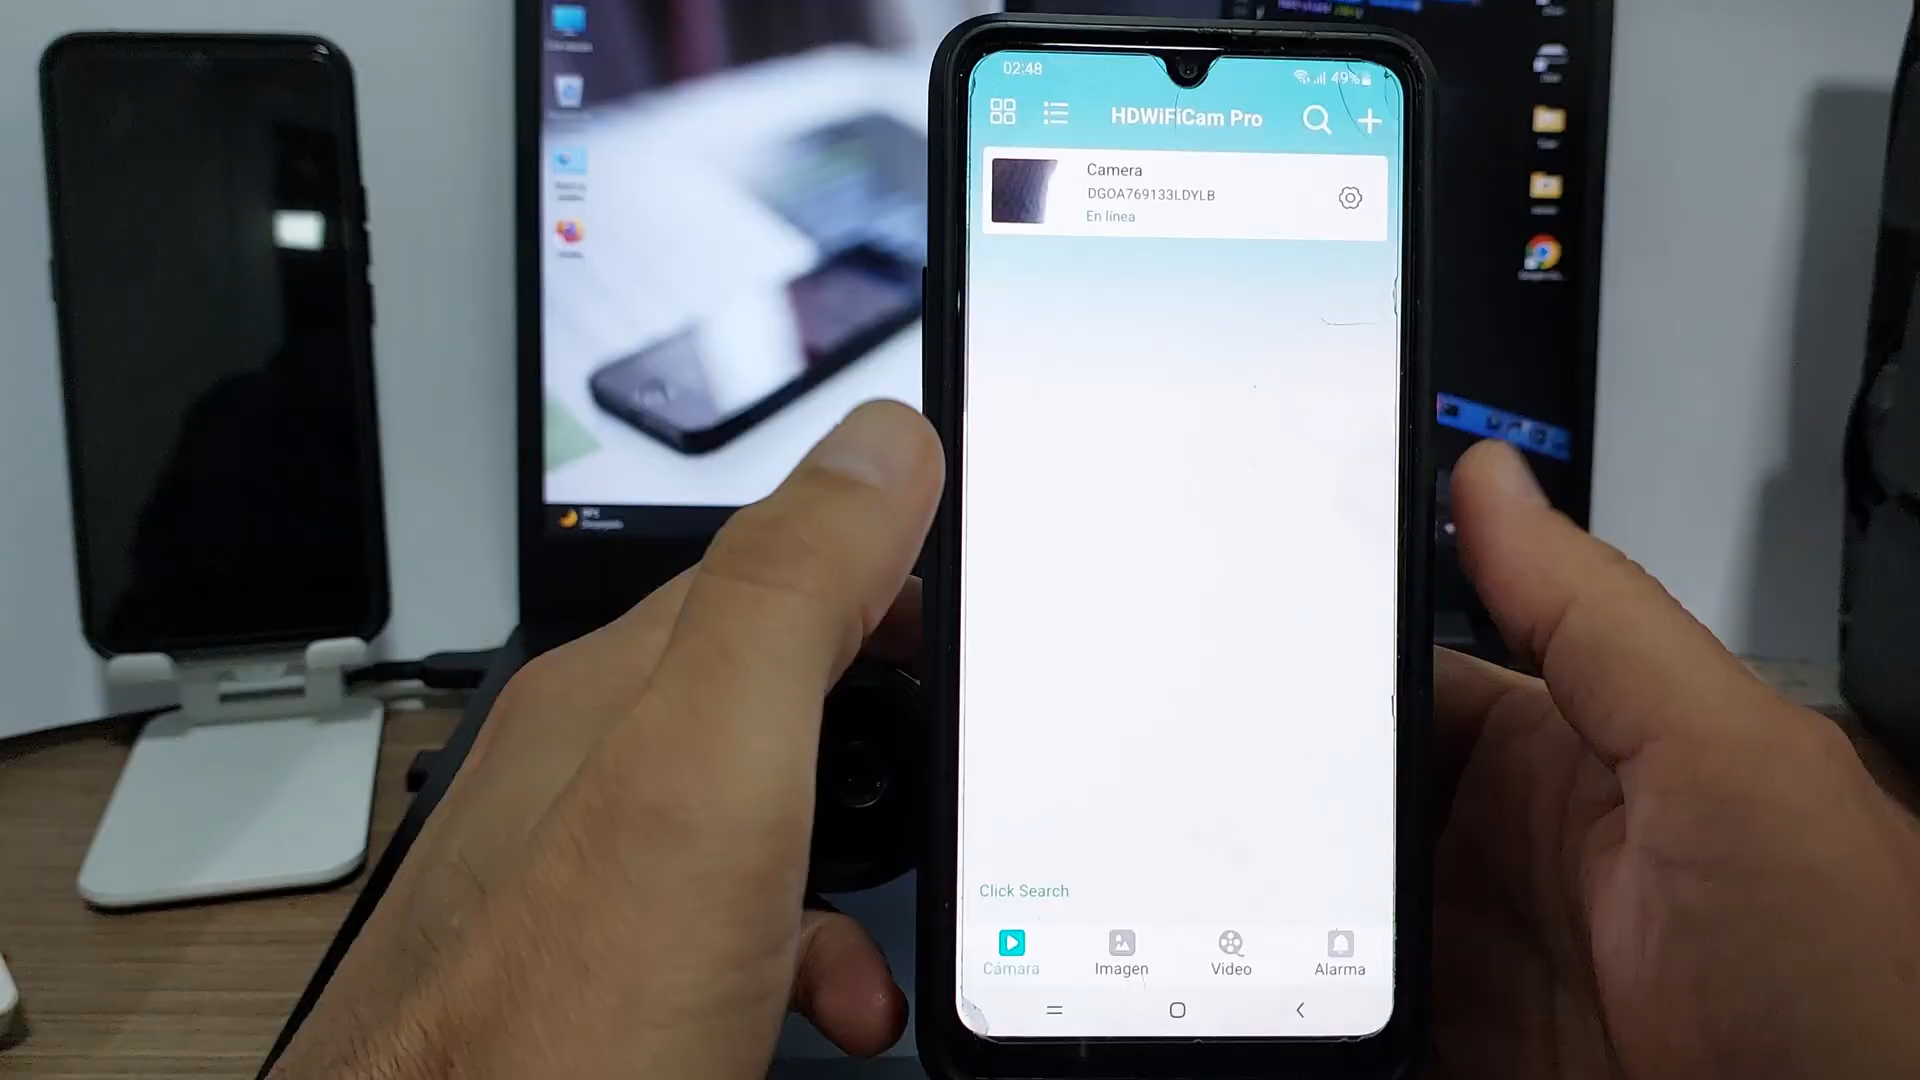 02:48
49%
HDWiFiCam Pro
Camera
DGOA769133LDYLB
En línea
Click Search
Cámara
Imagen
Video
Alarma